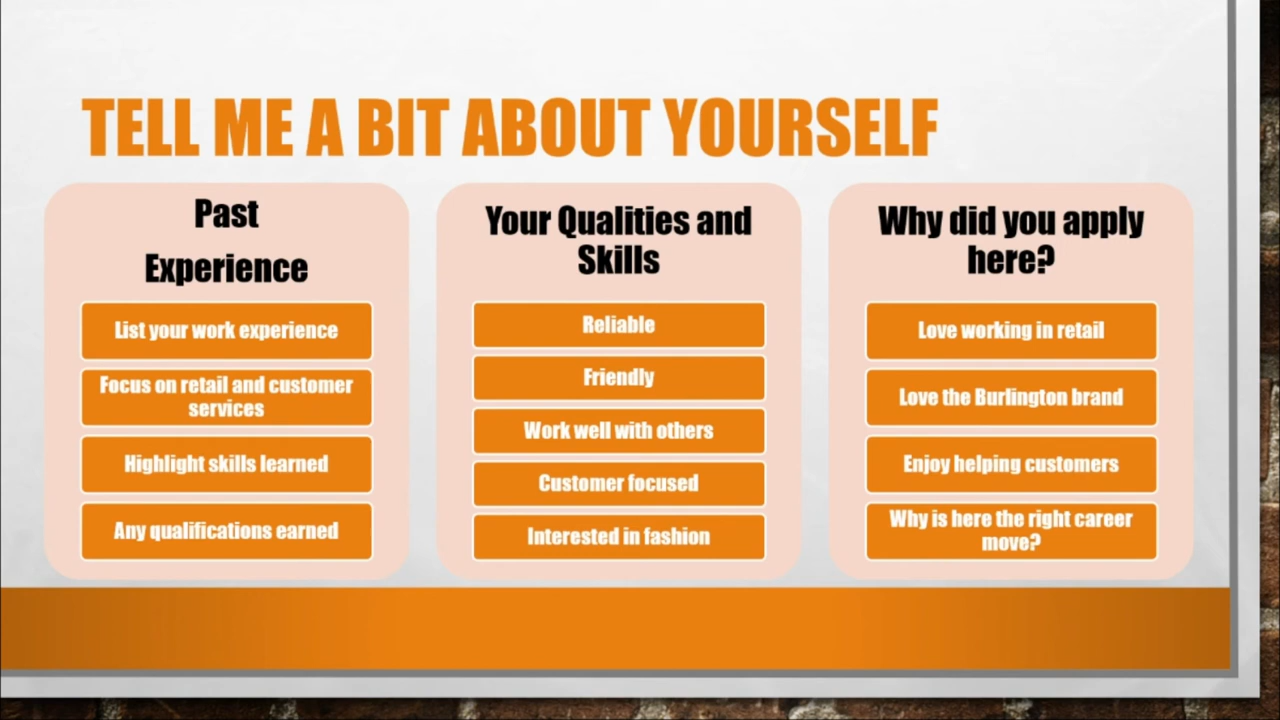 TELL ME A BIT ABOUT YOURSELF
Past
Experience
List your work experience
Focus on retail and customer
services
Highlight skills learned
Any qualifications earned
Your Qualities and
Skills
Reliable
Friendly
Work well with others
Customer focused
Interested in fashion
Why did you apply
here?
Love working in retail
Love the Burlington brand
Enjoy helping customers
Why is here the right career
move?